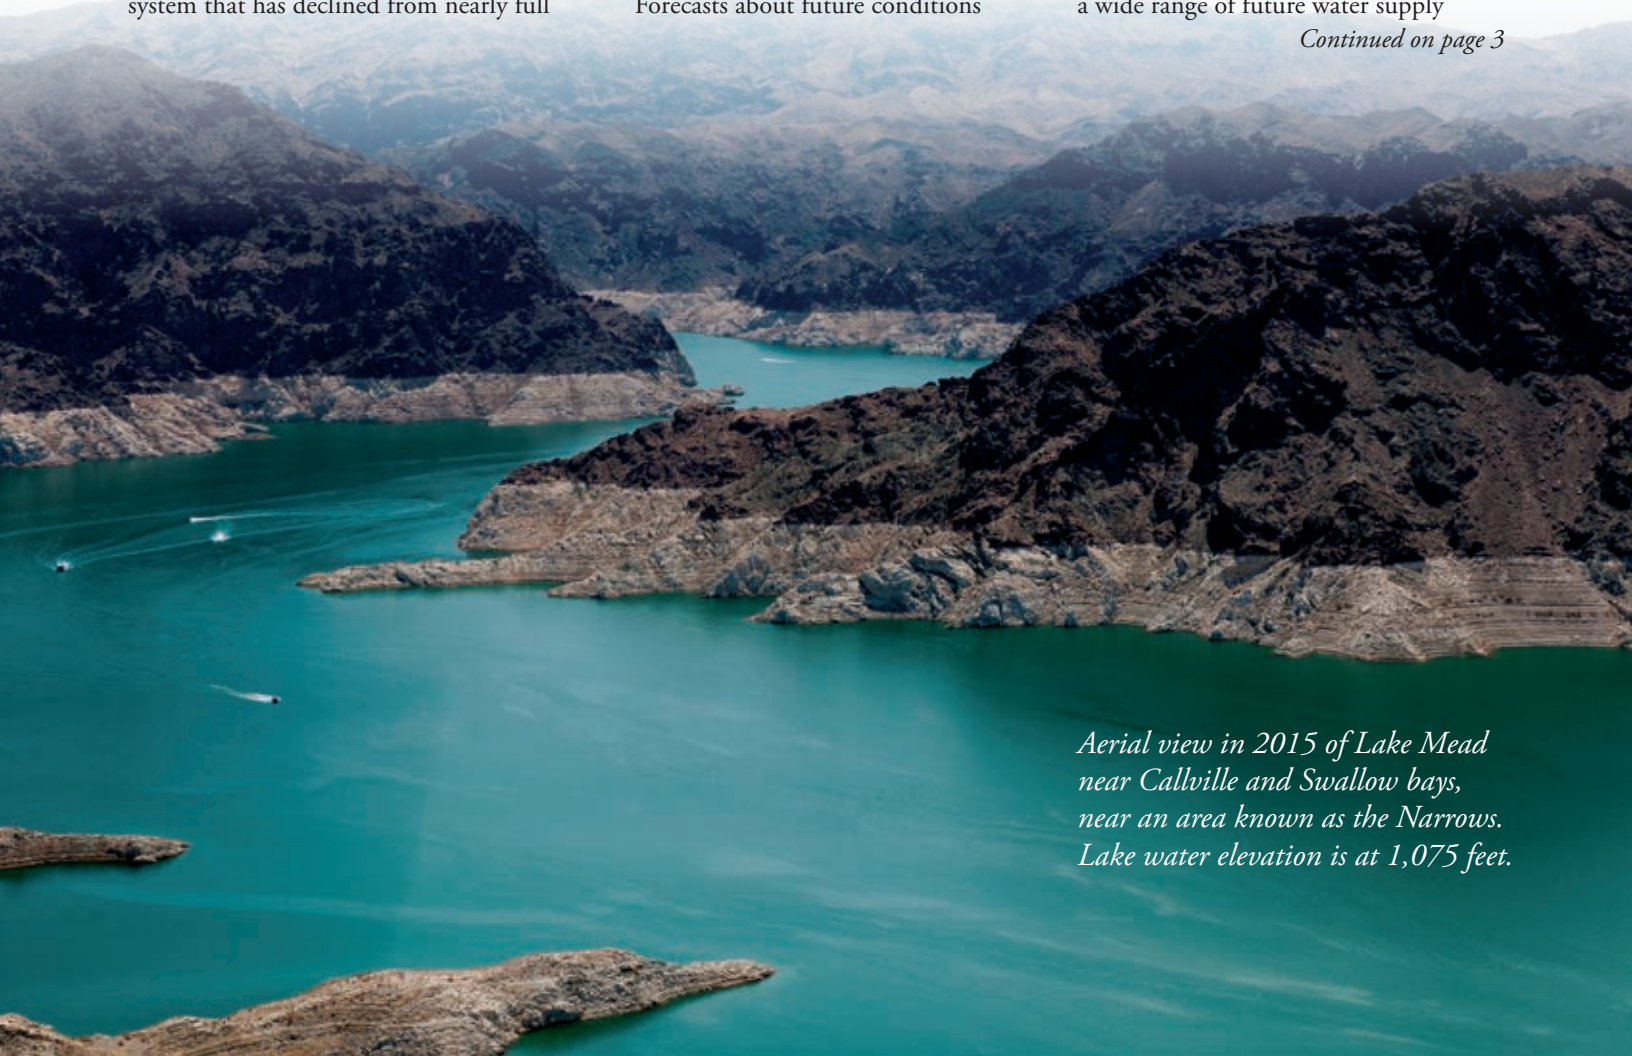 system that has declined from nearly full
Forecasts about future conditions
a wide range of future water supply
Continued on page 3
Aerial view in 2015 of Lake Mead
near Callville and Swallow bays,
near an area known as the Narrows.
Lake water elevation is at 1,075 feet.